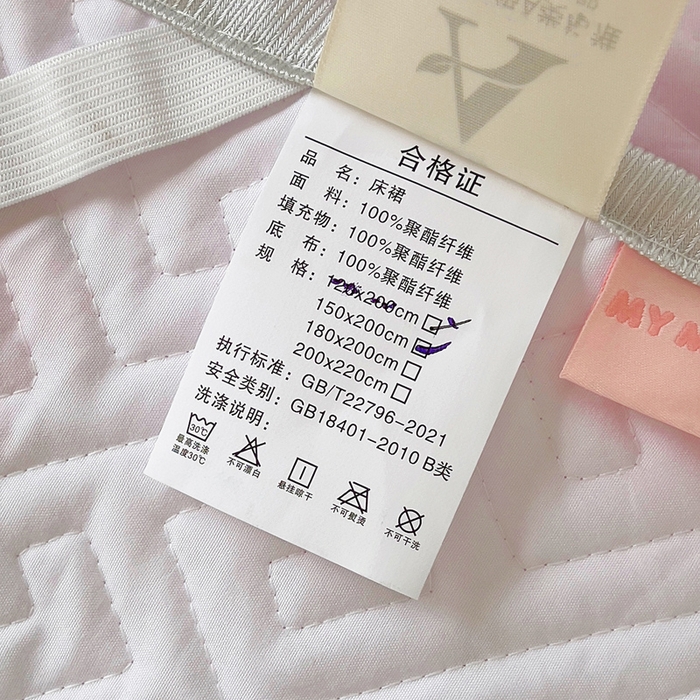 合格证
品 名：床裙
面 料：100%聚酯纤维
填充物：100%聚酯纤维
底 布：100%聚酯纤维
规 格：120x200cm
150x200cm
180x200cm
200x220cm
执行标准：GB/T22796-2021
安全类别：GB18401-2010 B类
洗涤说明：
30℃
最高洗涤
温度30℃
不可漂白
悬挂晾干
不可熨烫
不可干洗
MY